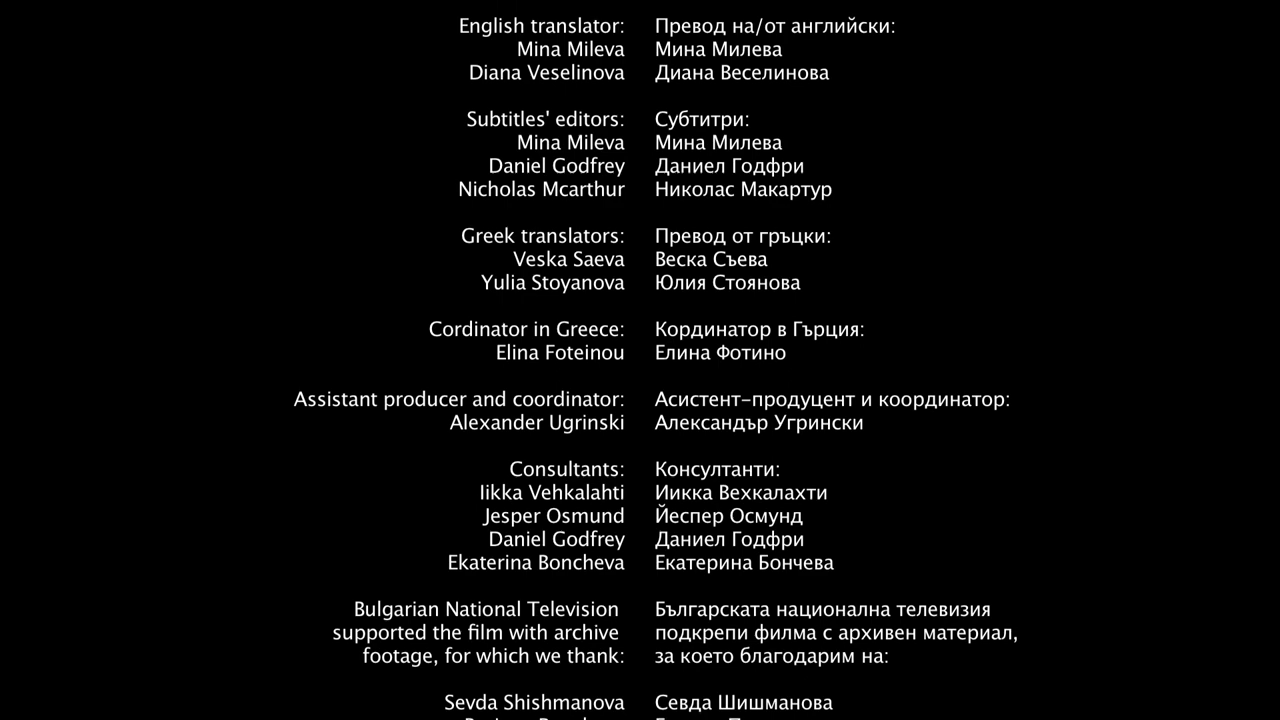 English translator: Превод на/от английски:
Mina Mileva Мина Милева
Diana Veselinova Диана Веселинова
Subtitles' editors: Субтитри:
Mina Mileva Мина Милева
Daniel Godfrey Даниел Годфри
Nicholas Mcarthur Николас Макартур
Greek translators: Превод от гръцки:
Veska Saeva Веска Съева
Yulia Stoyanova Юлия Стоянова
Cordinator in Greece: Кординатор в Гърция:
Elina Foteinou Елина Фотино
Assistant producer and coordinator: Асистент-продуцент и координатор:
Alexander Ugrinski Александър Угрински
Consultants: Консултанти:
Iikka Vehkalahti Иикка Вехкалахти
Jesper Osmund Йеспер Осмунд
Daniel Godfrey Даниел Годфри
Ekaterina Boncheva Екатерина Бончева
Bulgarian National Television Българската национална телевизия
supported the film with archive подкрепи филма с архивен материал,
footage, for which we thank: за което благодарим на:
Sevda Shishmanova Севда Шишманова